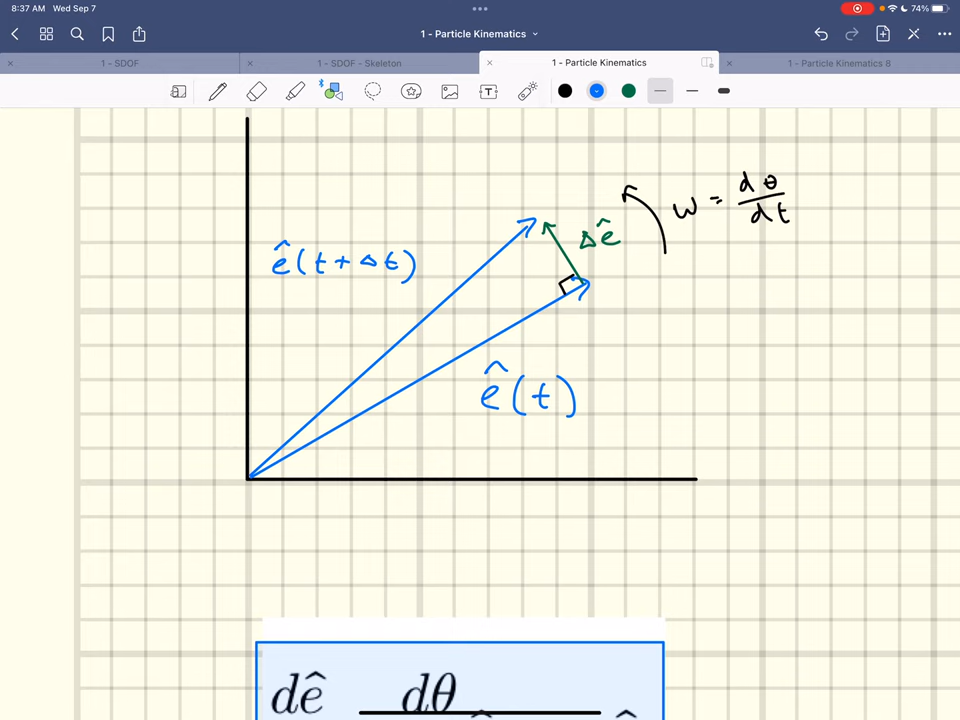 8:37 AM Wed Sep 7
74%
1 - Particle Kinematics
1 - SDOF
1 - SDOF - Skeleton
1 - Particle Kinematics
1 - Particle Kinematics 8
T
ω = dθ/dt
Δê
ê(t + Δt)
ê(t)
dê dθ